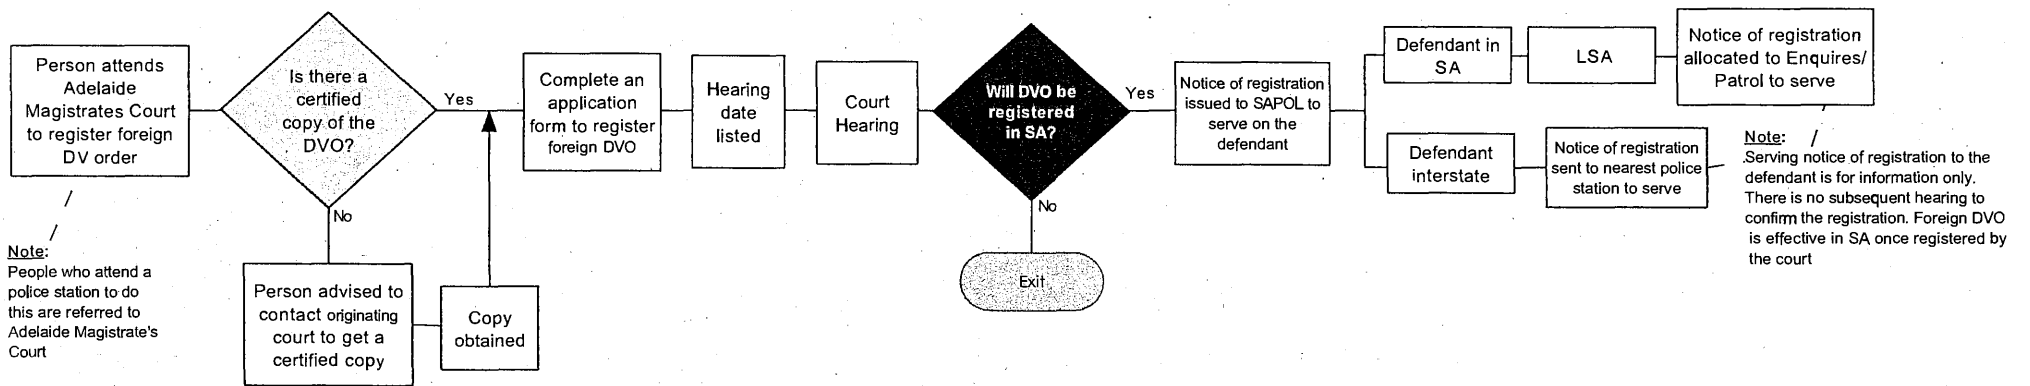 Person attends
Adelaide
Magistrates Court
to register foreign
DV order
Note:
People who attend a
police station to do
this are referred to
Adelaide Magistrate's
Court
Is there a
certified
copy of the
DVO?
Yes
No
Person advised to
contact originating
court to get a
certified copy
Copy
obtained
Complete an
application
form to register
foreign DVO
Hearing
date
listed
Court
Hearing
Will DVO be
registered
in SA?
Yes
No
Exit
Notice of registration
issued to SAPOL to
serve on the
defendant
Defendant in
SA
LSA
Notice of registration
allocated to Enquires/
Patrol to serve
Defendant
interstate
Notice of registration
sent to nearest police
station to serve
Note:
Serving notice of registration to the
defendant is for information only.
There is no subsequent hearing to
confirm the registration. Foreign DVO
is effective in SA once registered by
the court